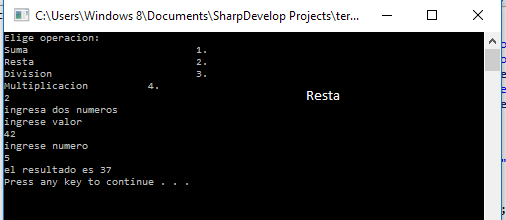 C:\Users\Windows 8\Documents\SharpDevelop Projects\ter...
Elige operacion:
Suma 1.
Resta 2.
Division 3.
Multiplicacion 4.
2
ingresa dos numeros
ingrese valor
42
ingrese numero
5
el resultado es 37
Press any key to continue . . .
Resta